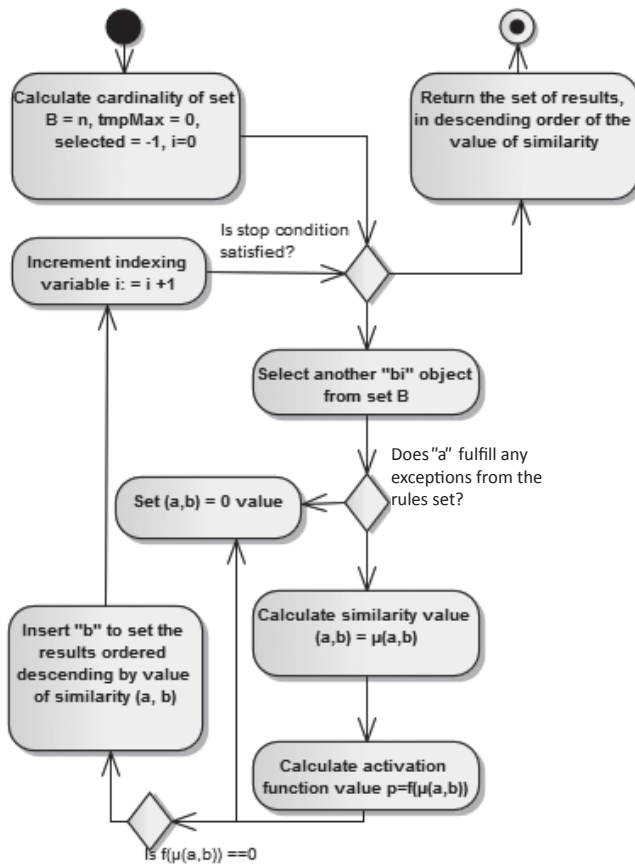 Calculate cardinality of set
B = n, tmpMax = 0,
selected = -1, i=0
Return the set of results,
in descending order of the
value of similarity
Is stop condition
satisfied?
Increment indexing
variable i: = i +1
Select another "bi" object
from set B
Does "a" fulfill any
exceptions from the
rules set?
Set (a,b) = 0 value
Calculate similarity value
(a,b) = μ(a,b)
Insert "b" to set the
results ordered
descending by value
of similarity (a, b)
Calculate activation
function value p=f(μ(a,b))
Is f(μ(a,b)) ==0